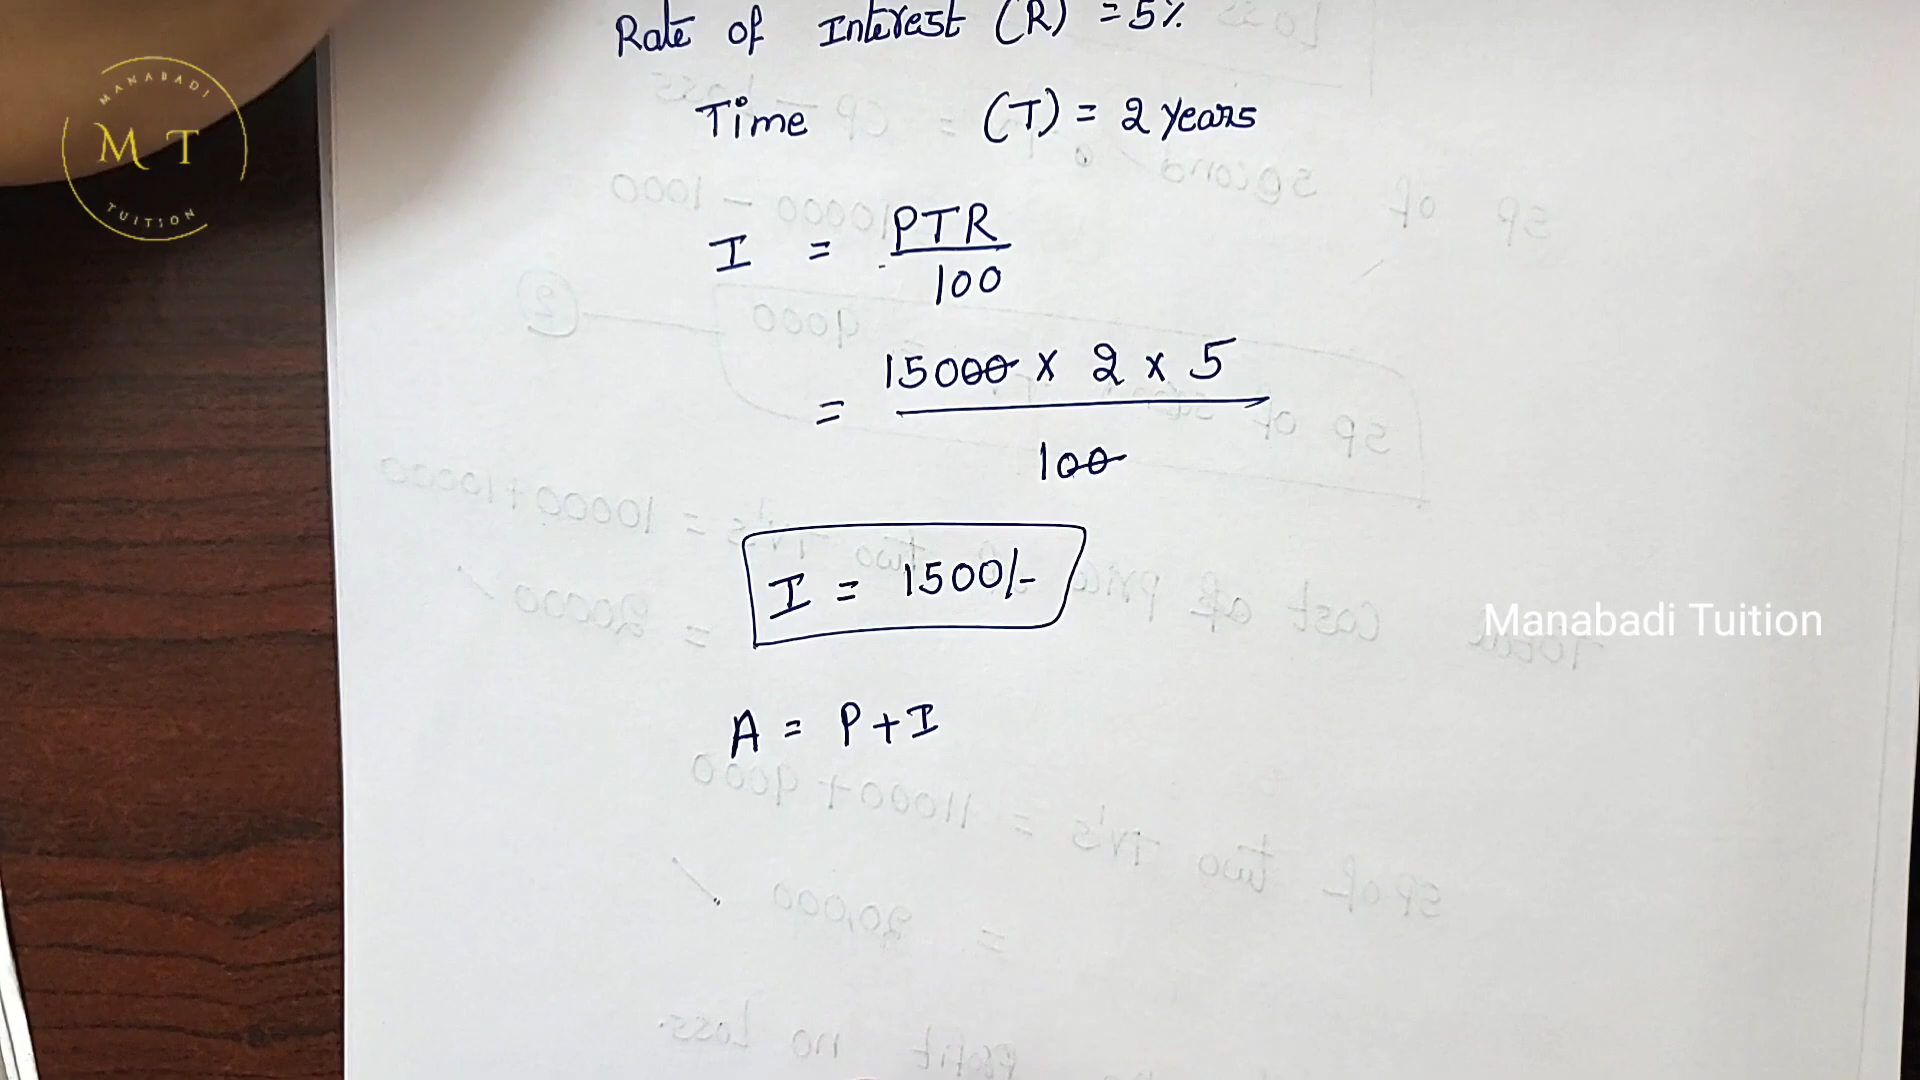 Rate of Interest (R) = 5%
MANABADI
M T
TUITION
Time (T) = 2 years
I = PTR
100
= 15000 x 2 x 5
100
I = 1500/-
Manabadi Tuition
A = P+I